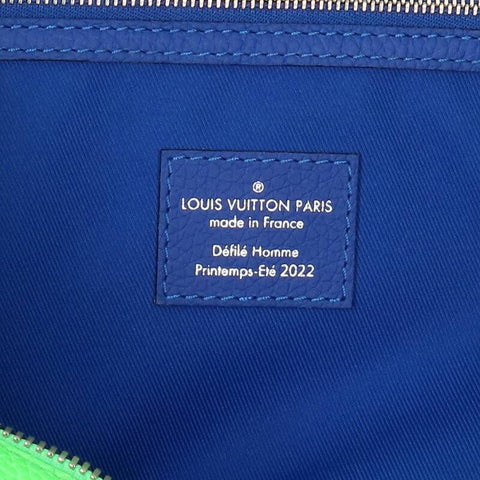 ®
LOUIS VUITTON PARIS
made in France
Défilé Homme
Printemps-Eté 2022